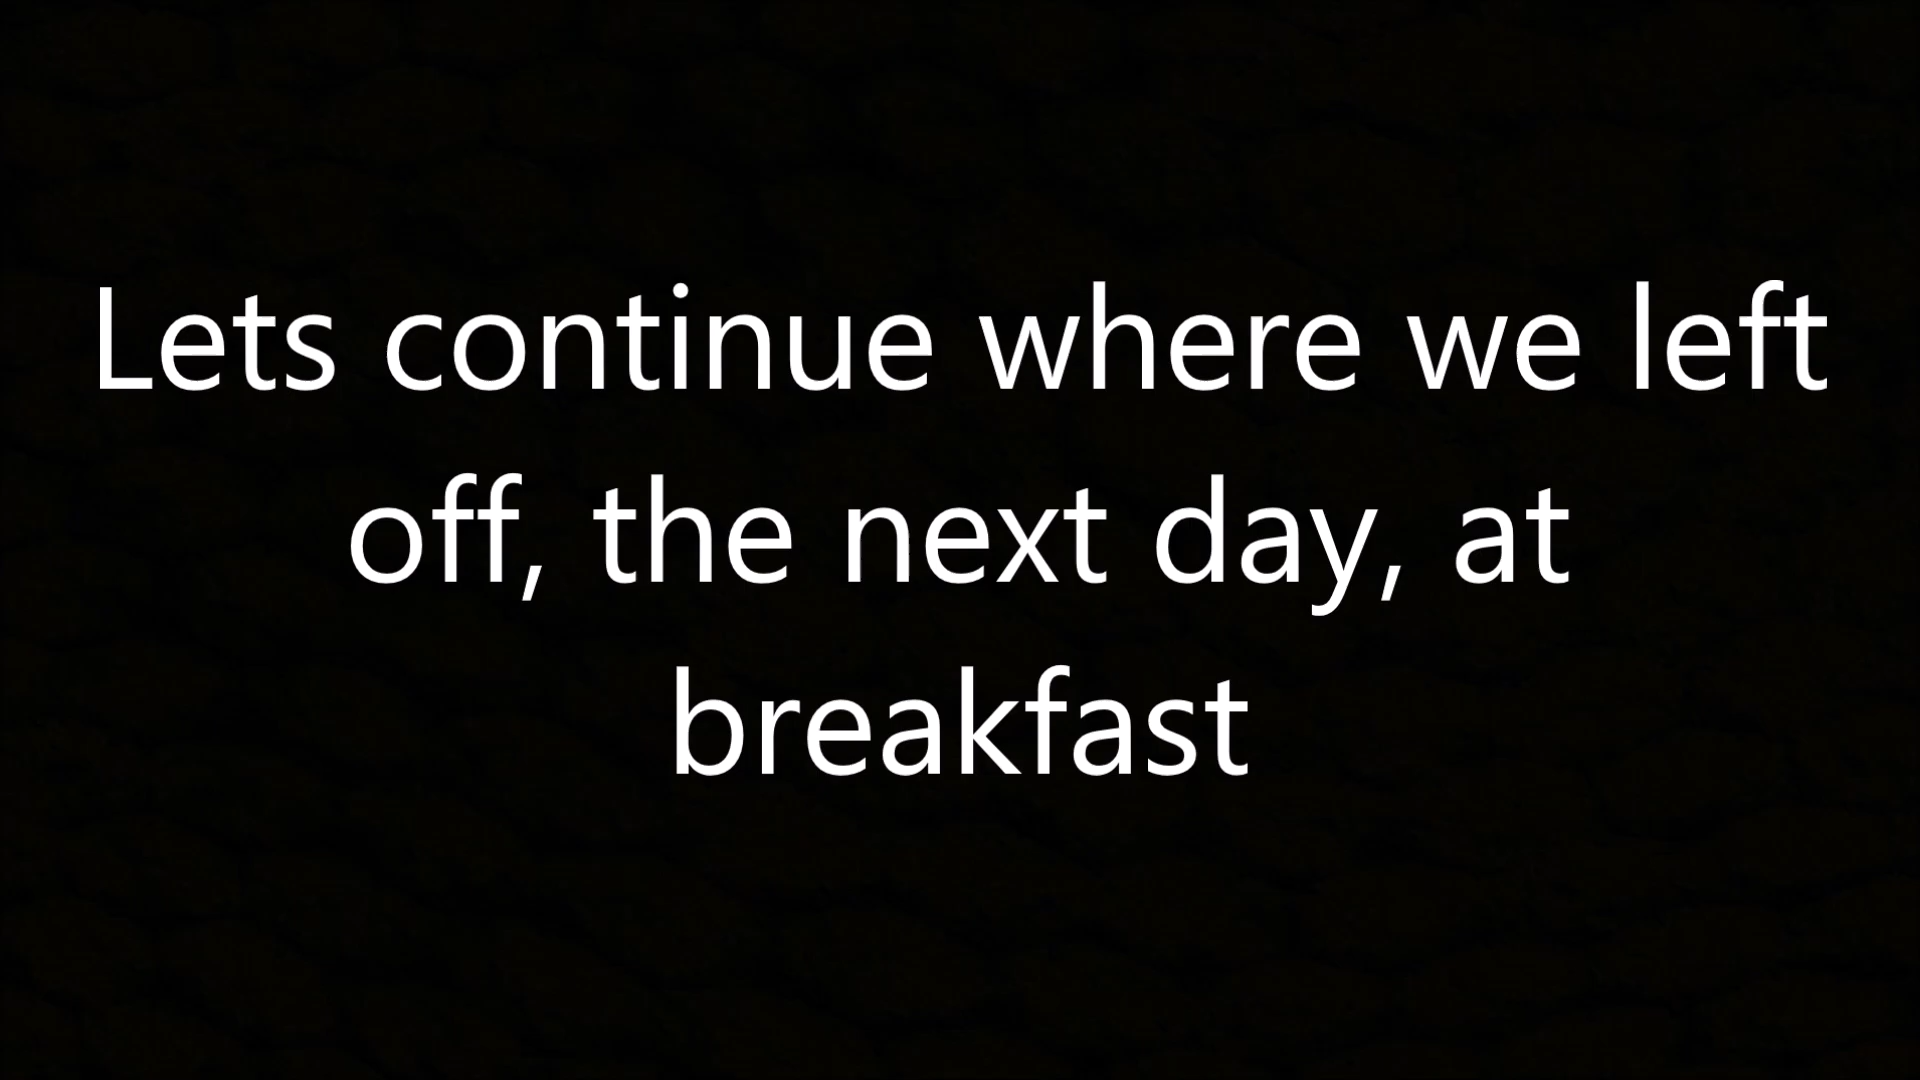 Lets continue where we left
off, the next day, at
breakfast